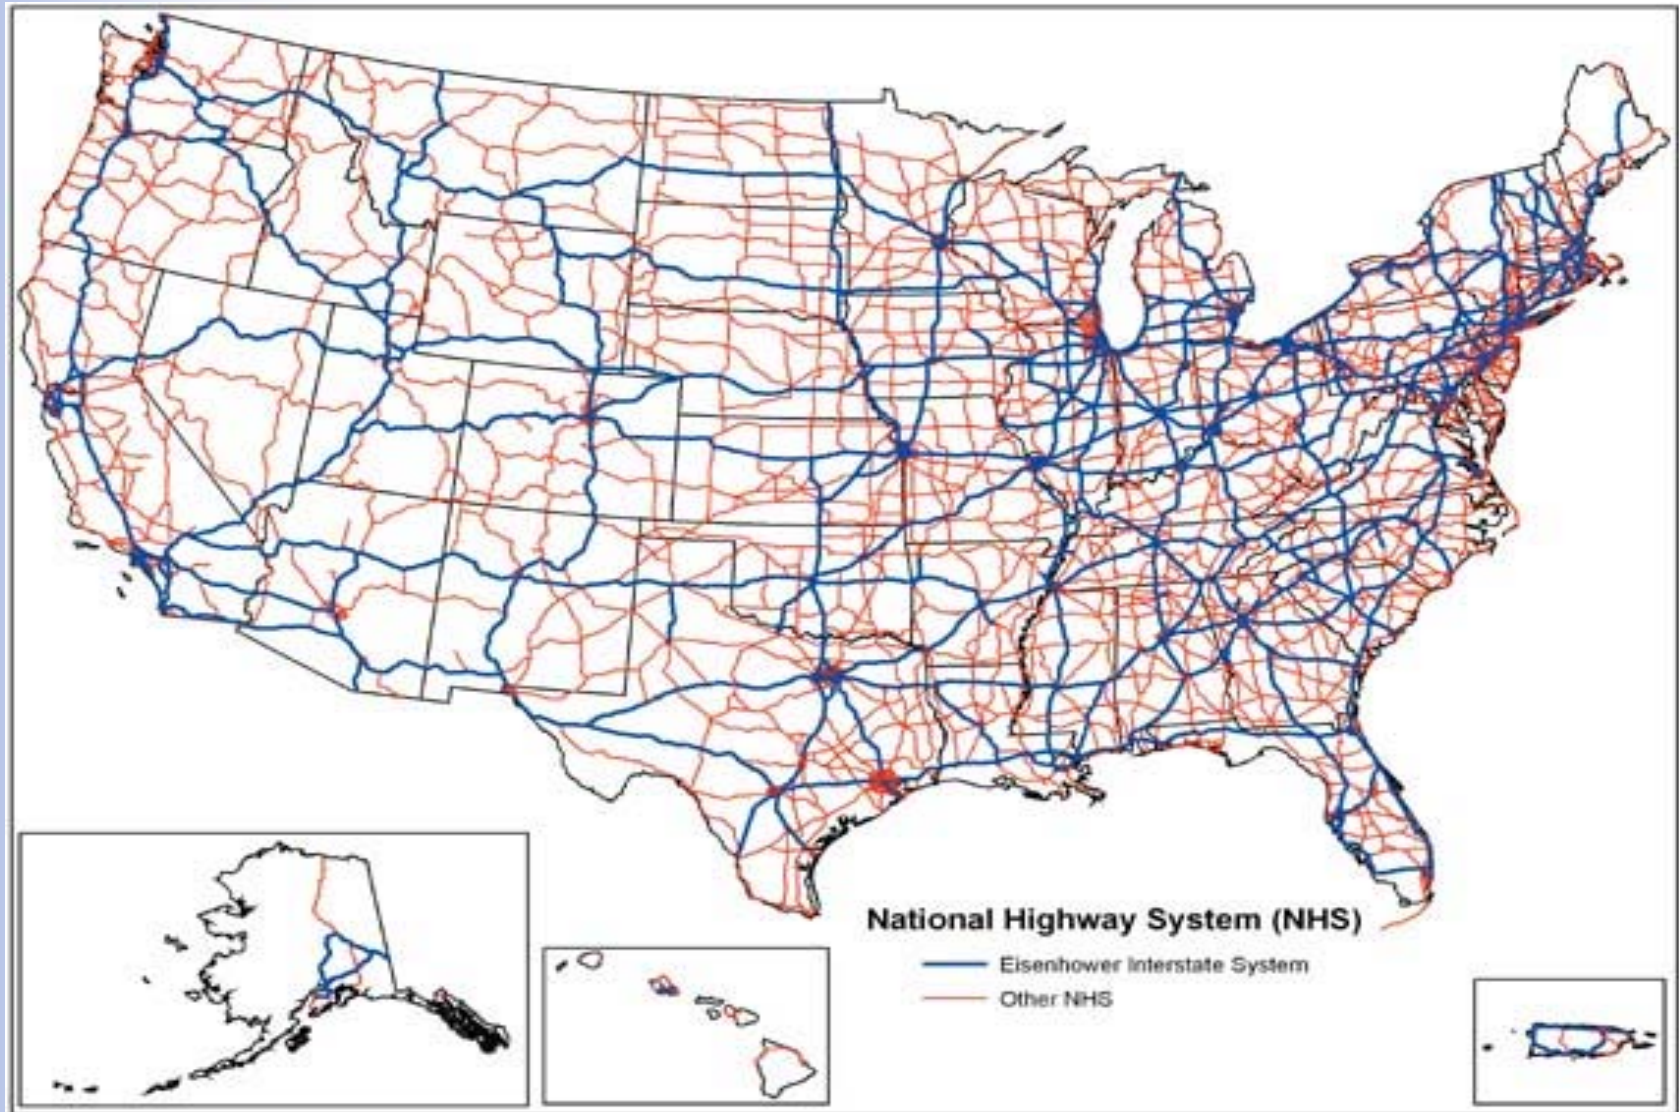 National Highway System (NHS)
Eisenhower Interstate System
Other NHS